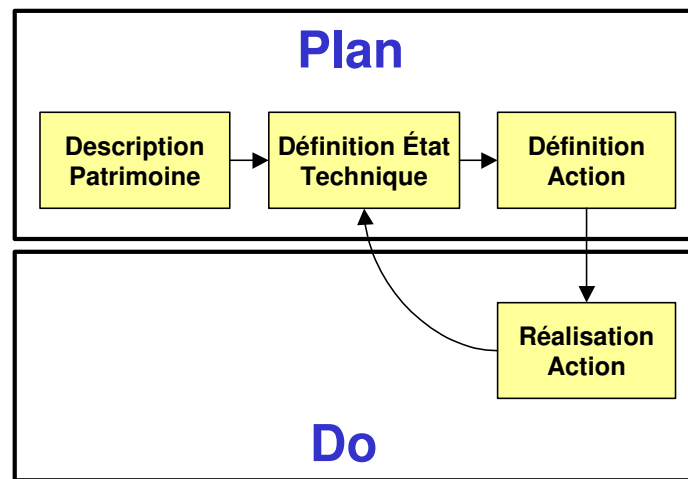 Plan
Description
Patrimoine
Définition État
Technique
Définition
Action
Réalisation
Action
Do